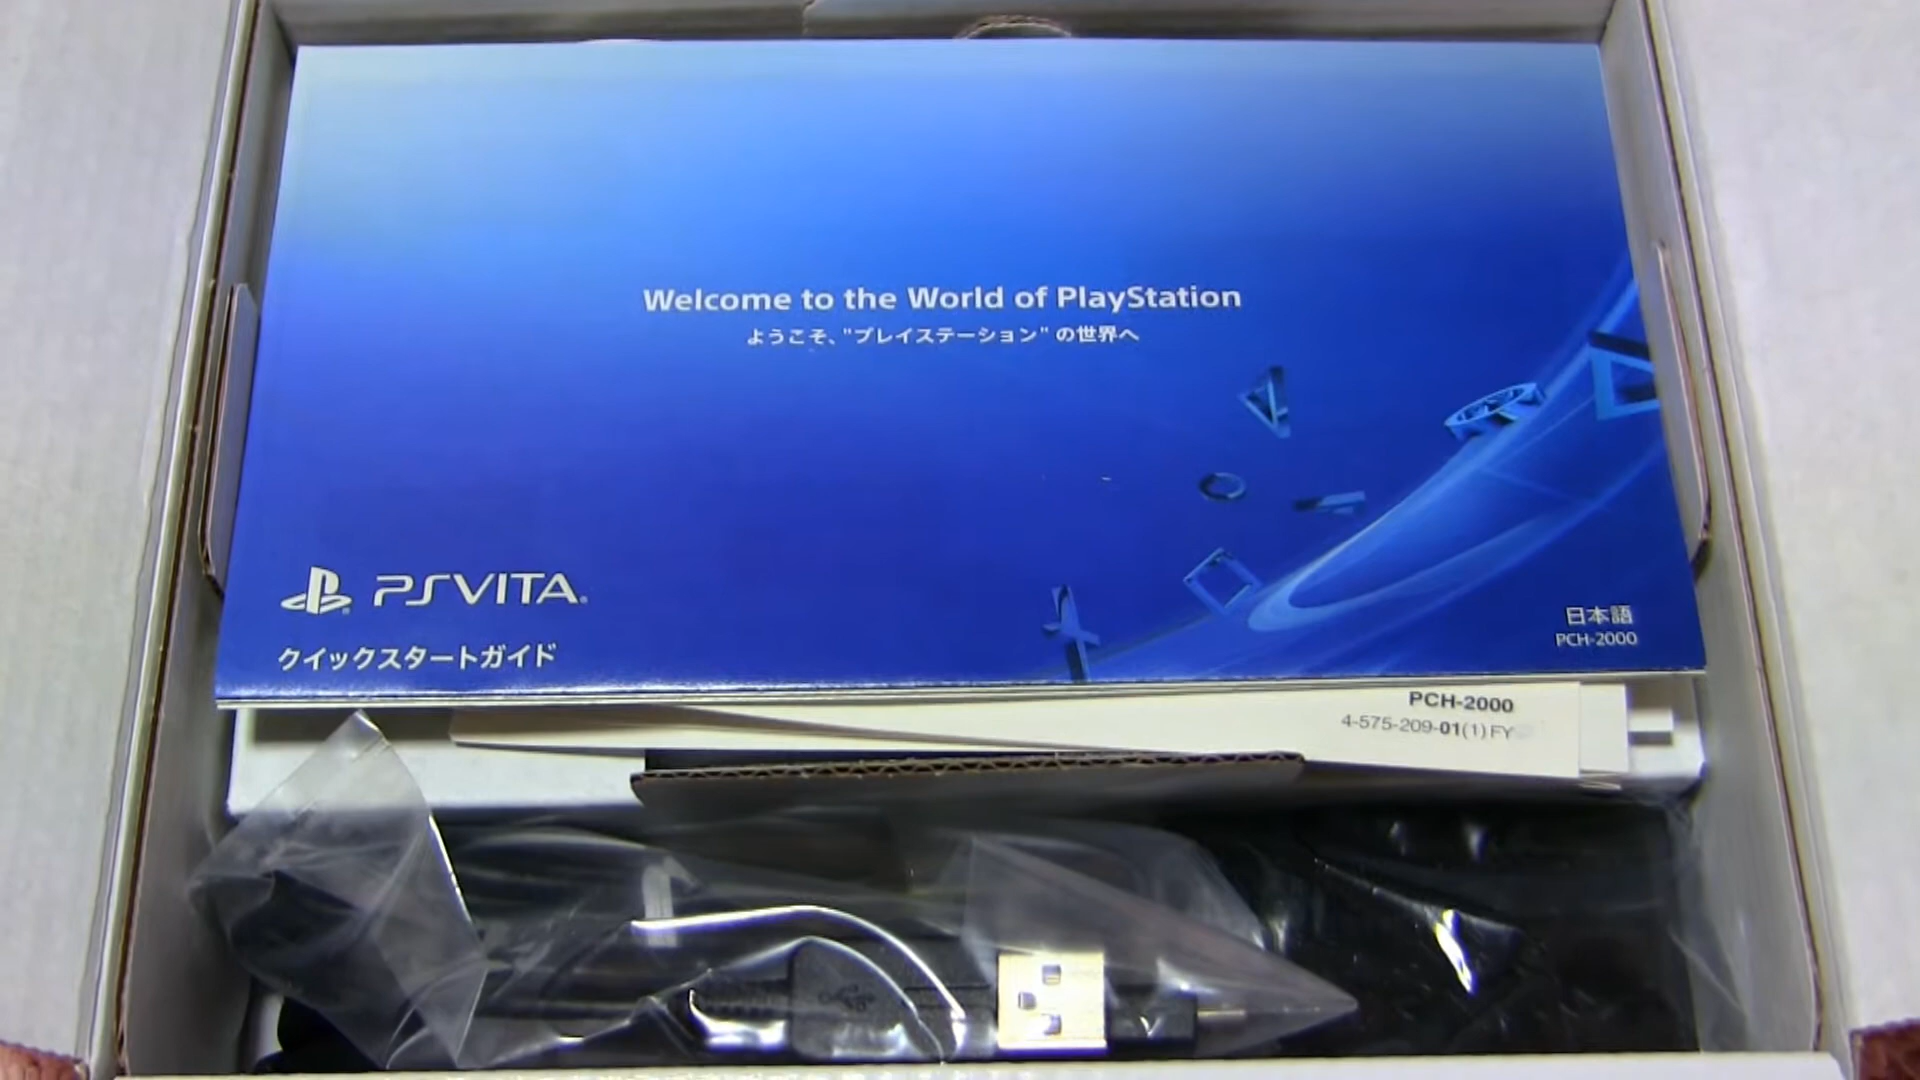 Welcome to the World of PlayStation
ようこそ、"プレイステーション" の世界へ
PSVITA
クイックスタートガイド
日本語
PCH-2000
PCH-2000
4-575-209-01(1) FY